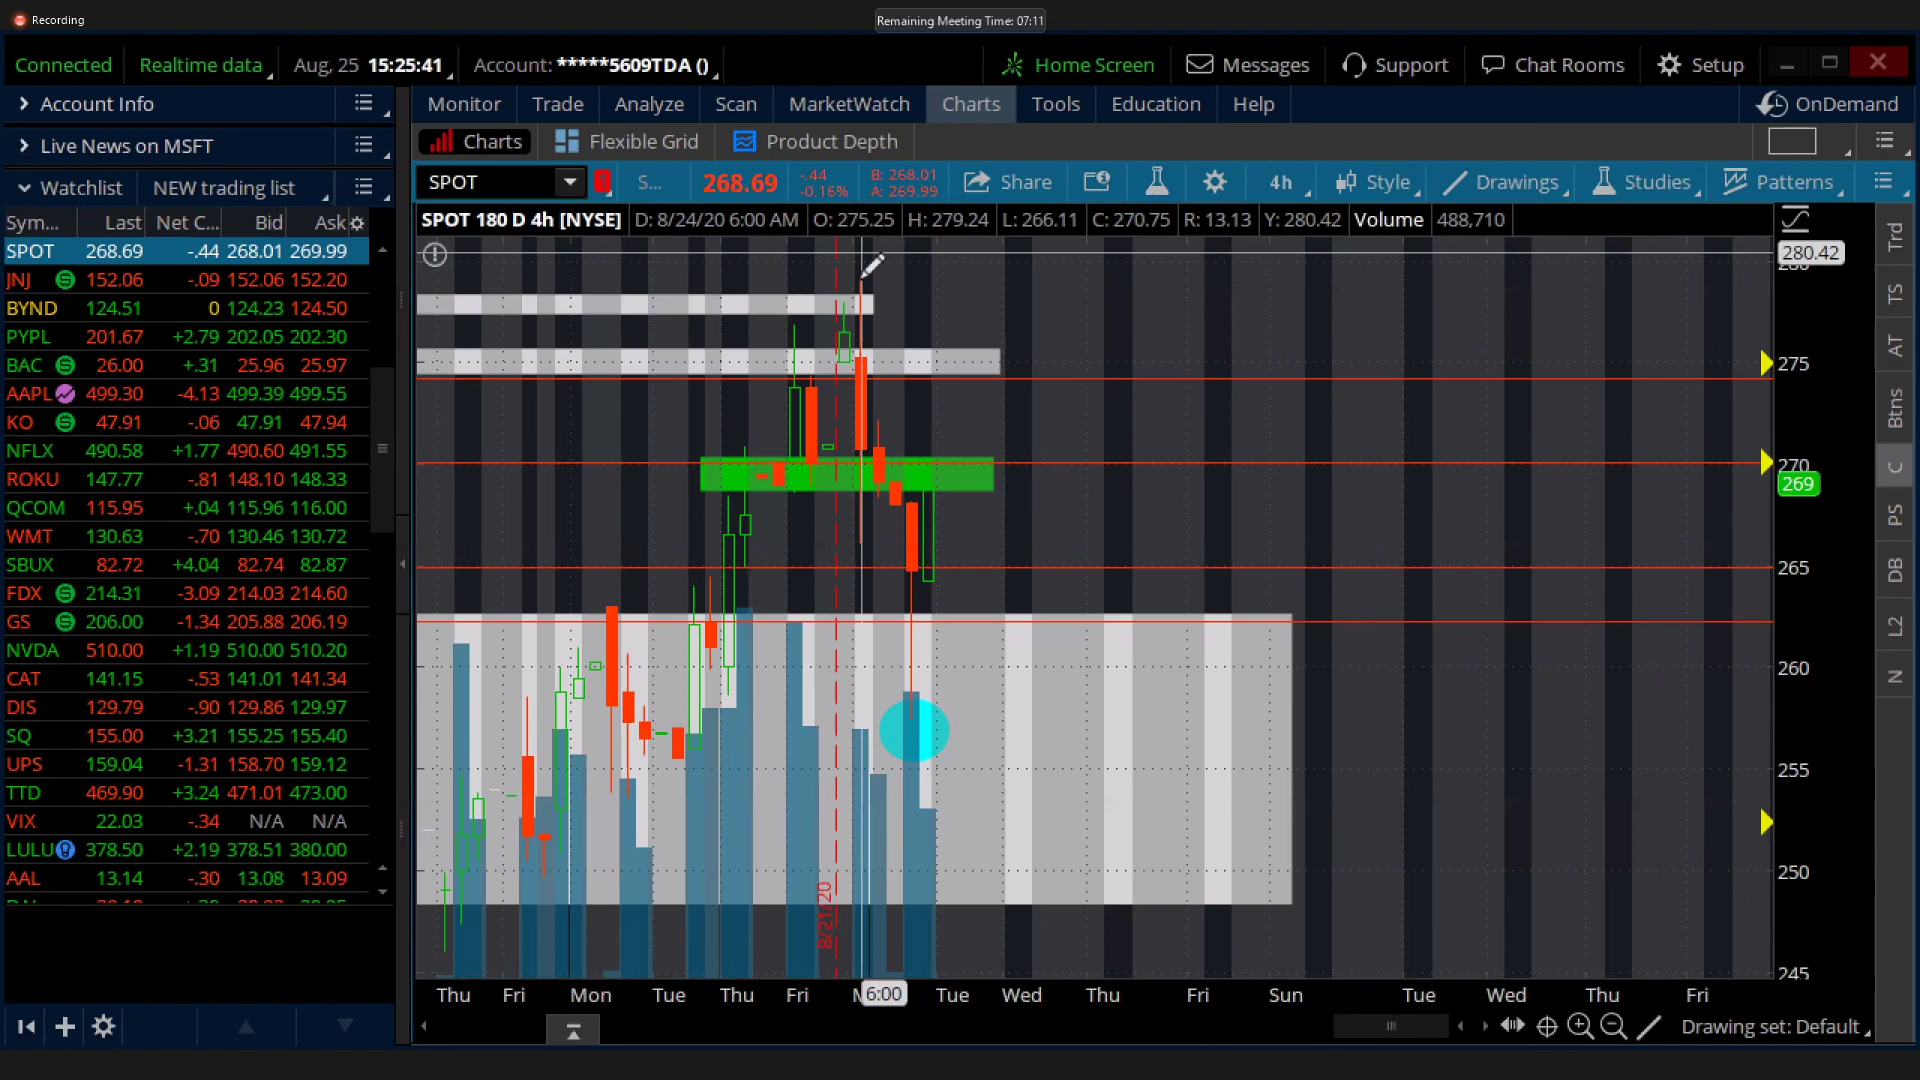 Recording
Remaining Meeting Time: 07:11
Connected Realtime data Aug, 25 15:25:41 Account: *****5609TDA () Home Screen Messages Support Chat Rooms Setup
Account Info
Live News on MSFT
Watchlist NEW trading list
Monitor Trade Analyze Scan MarketWatch Charts Tools Education Help OnDemand
Charts Flexible Grid Product Depth
SPOT S... 268.69 -.44 -0.16% B: 268.01 A: 269.99 Share 4h Style Drawings Studies Patterns
SPOT 180 D 4h [NYSE] D: 8/24/20 6:00 AM O: 275.25 H: 279.24 L: 266.11 C: 270.75 R: 13.13 Y: 280.42 Volume 488,710
Sym... Last Net C... Bid Ask
SPOT 268.69 -.44 268.01 269.99
JNJ 152.06 -.09 152.06 152.20
BYND 124.51 0 124.23 124.50
PYPL 201.67 +2.79 202.05 202.30
BAC 26.00 +.31 25.96 25.97
AAPL 499.30 -4.13 499.39 499.55
KO 47.91 -.06 47.91 47.94
NFLX 490.58 +1.77 490.60 491.55
ROKU 147.77 -.81 148.10 148.33
QCOM 115.95 +.04 115.96 116.00
WMT 130.63 -.70 130.46 130.72
SBUX 82.72 +4.04 82.74 82.87
FDX 214.31 -3.09 214.03 214.60
GS 206.00 -1.34 205.88 206.19
NVDA 510.00 +1.19 510.00 510.20
CAT 141.15 -.53 141.01 141.34
DIS 129.79 -.90 129.86 129.97
SQ 155.00 +3.21 155.25 155.40
UPS 159.04 -1.31 158.70 159.12
TTD 469.90 +3.24 471.01 473.00
VIX 22.03 -.34 N/A N/A
LULU 378.50 +2.19 378.51 380.00
AAL 13.14 -.30 13.08 13.09
280.42
275
270
269
265
260
255
250
245
8/21/20
Thu Fri Mon Tue Thu Fri 6:00 Tue Wed Thu Fri Sun Tue Wed Thu Fri
Trd
TS
AT
Btns
C
PS
DB
L2
N
Drawing set: Default